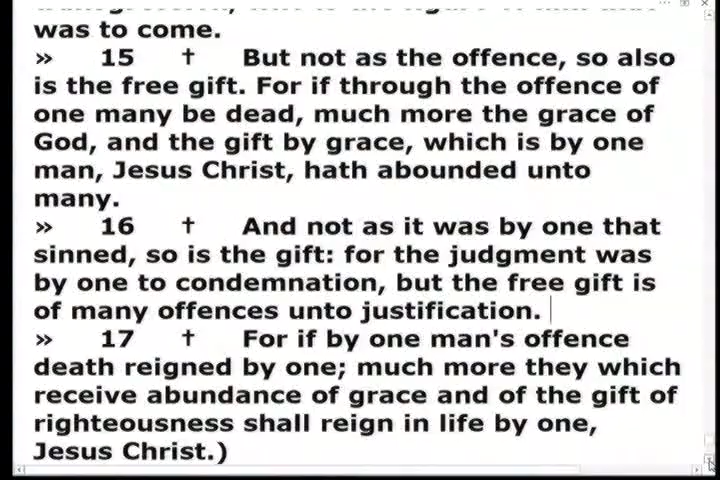 was to come.
» 15 † But not as the offence, so also
is the free gift. For if through the offence of
one many be dead, much more the grace of
God, and the gift by grace, which is by one
man, Jesus Christ, hath abounded unto
many.
» 16 † And not as it was by one that
sinned, so is the gift: for the judgment was
by one to condemnation, but the free gift is
of many offences unto justification.
» 17 † For if by one man's offence
death reigned by one; much more they which
receive abundance of grace and of the gift of
righteousness shall reign in life by one,
Jesus Christ.)